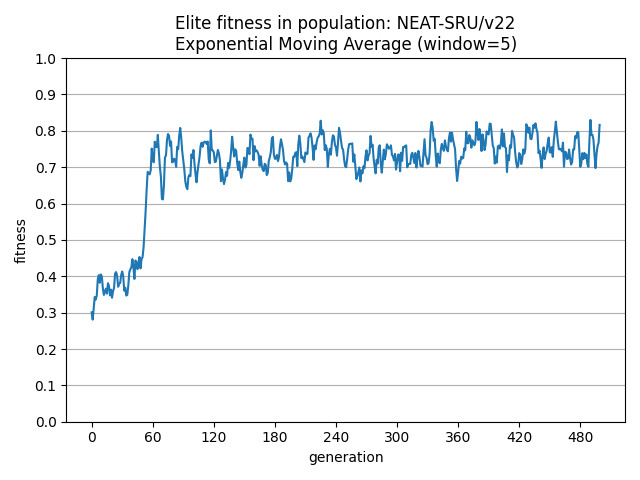 Elite fitness in population: NEAT-SRU/v22
Exponential Moving Average (window=5)
1.0
0.9
0.8
0.7
0.6
0.5
0.4
0.3
0.2
0.1
0.0
fitness
0 60 120 180 240 300 360 420 480
generation